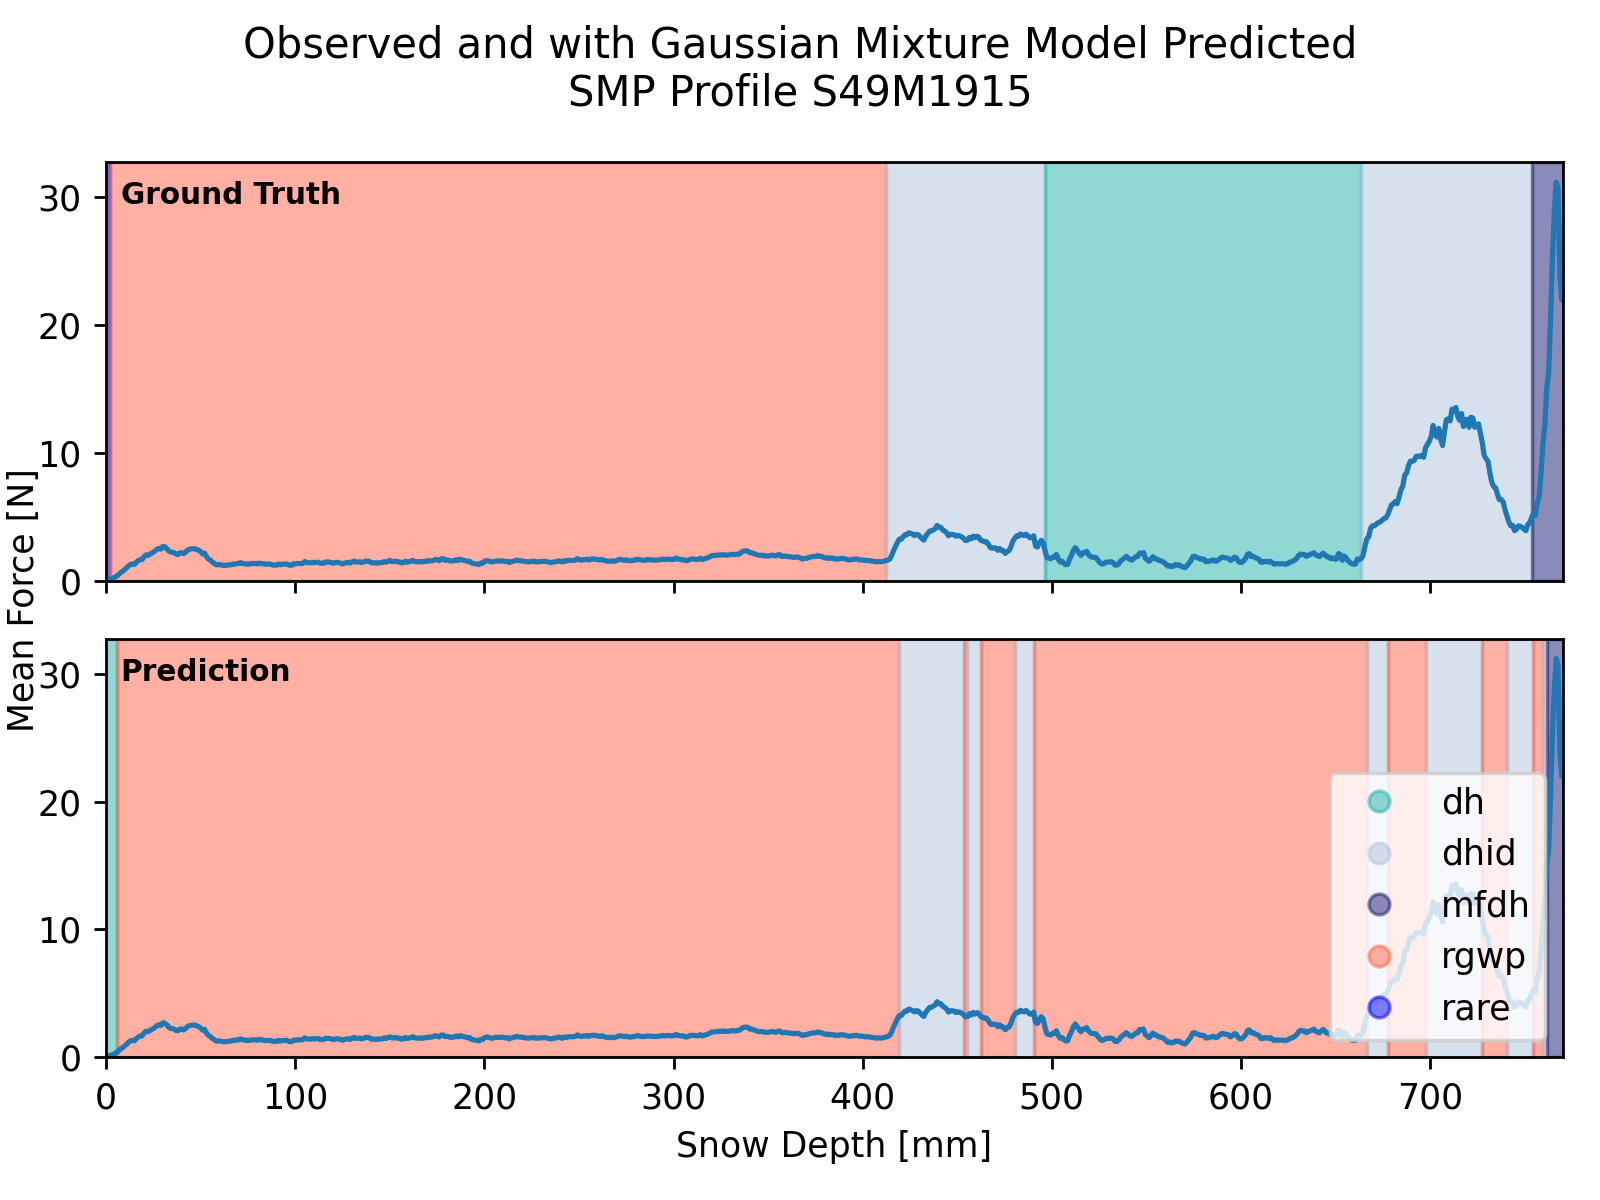 Observed and with Gaussian Mixture Model Predicted
SMP Profile S49M1915
Mean Force [N]
Ground Truth
30
20
10
0
Prediction
30
20
10
0
dh
dhid
mfdh
rgwp
rare
0 100 200 300 400 500 600 700
Snow Depth [mm]